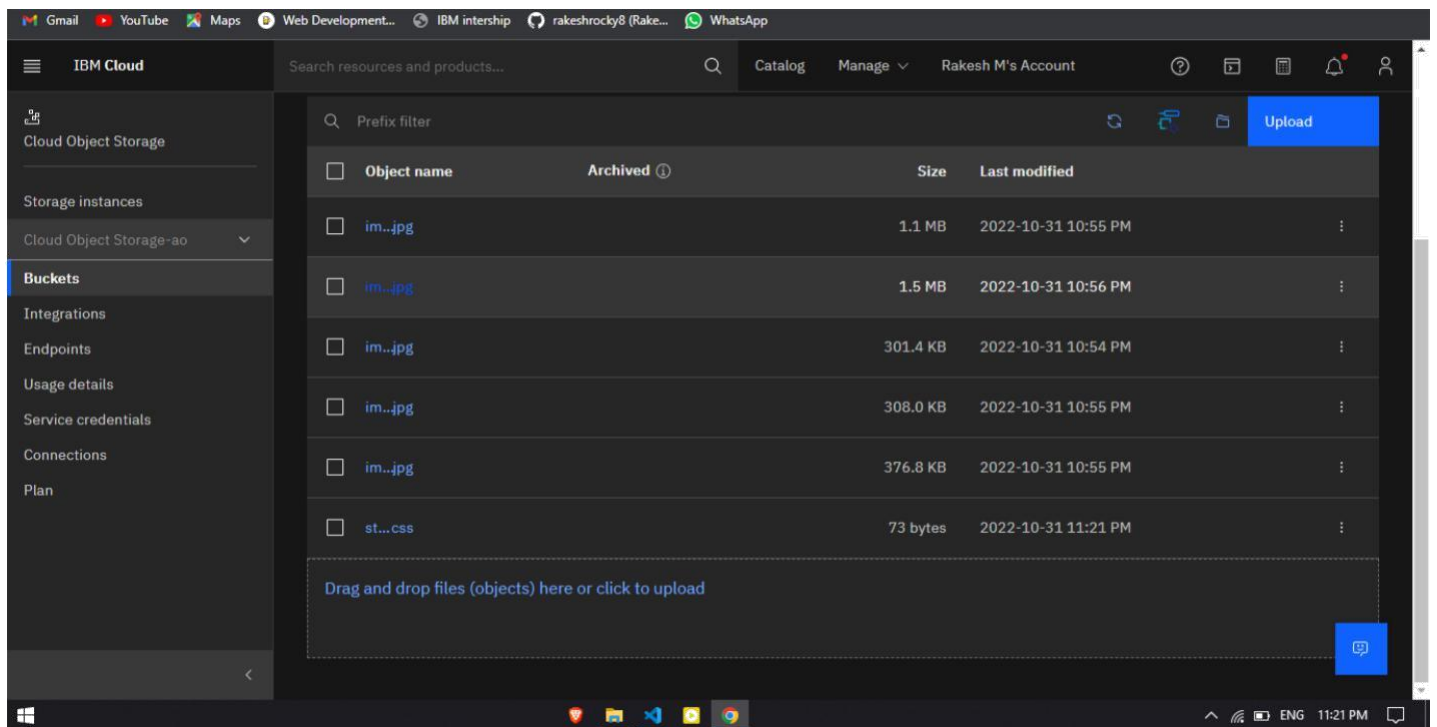 Gmail YouTube Maps Web Development... IBM intership rakeshrocky8 (Rake... WhatsApp
IBM Cloud Search resources and products... Catalog Manage Rakesh M's Account
Cloud Object Storage
Storage instances
Cloud Object Storage-ao
Buckets
Integrations
Endpoints
Usage details
Service credentials
Connections
Plan
Prefix filter Upload
Object name Archived Size Last modified
im...jpg 1.1 MB 2022-10-31 10:55 PM
im...jpg 1.5 MB 2022-10-31 10:56 PM
im...jpg 301.4 KB 2022-10-31 10:54 PM
im...jpg 308.0 KB 2022-10-31 10:55 PM
im...jpg 376.8 KB 2022-10-31 10:55 PM
st...css 73 bytes 2022-10-31 11:21 PM
Drag and drop files (objects) here or click to upload
ENG 11:21 PM